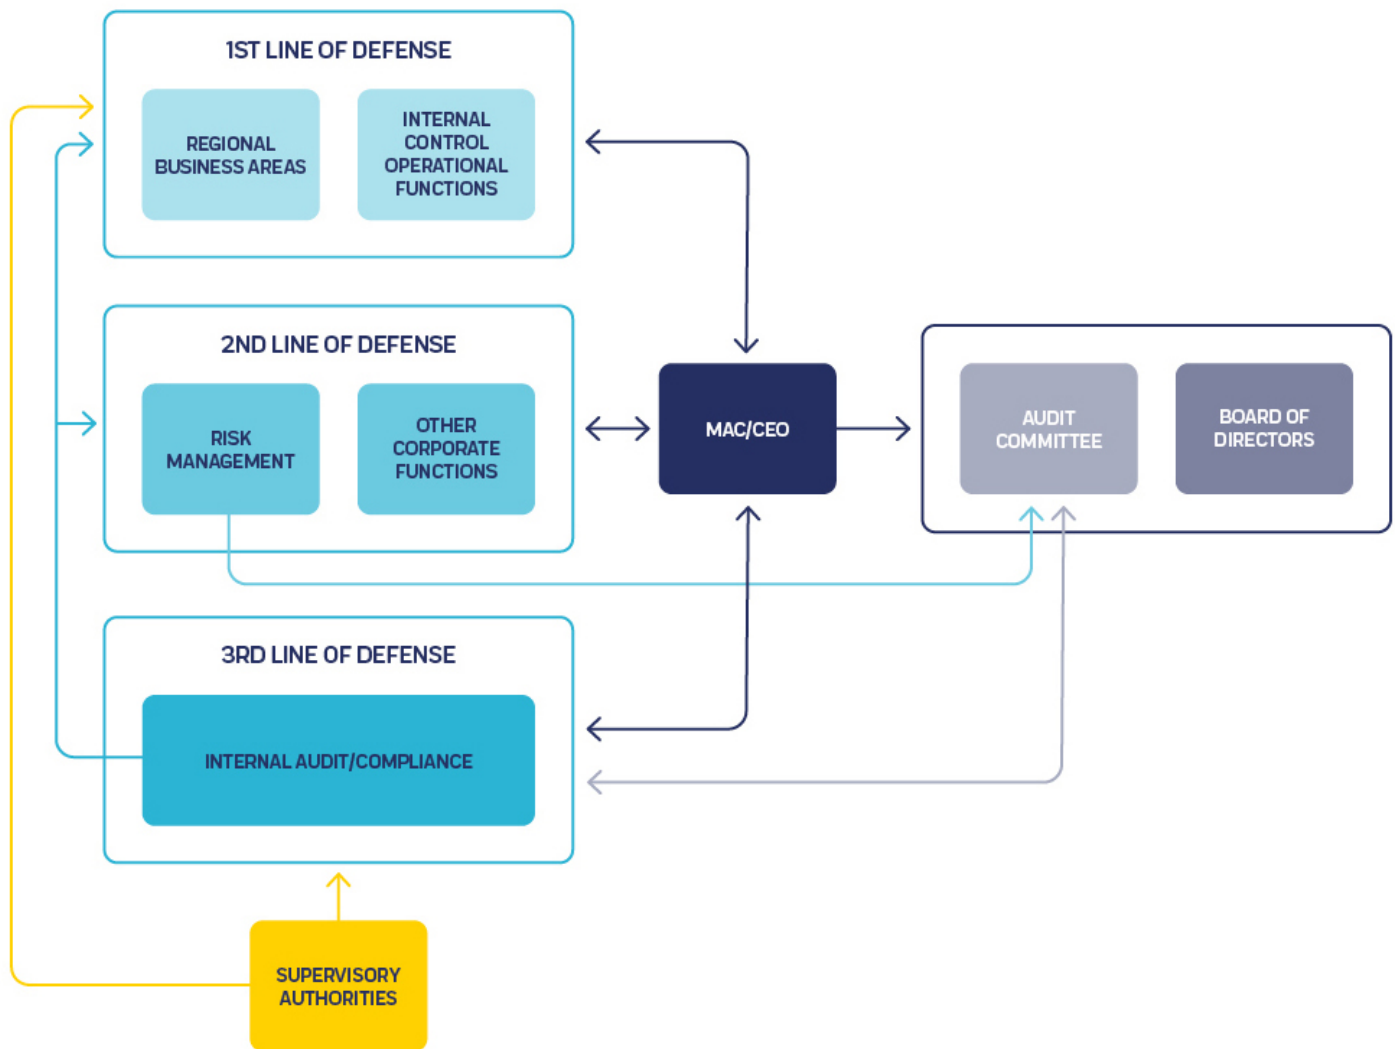 1ST LINE OF DEFENSE
REGIONAL
BUSINESS AREAS
INTERNAL
CONTROL
OPERATIONAL
FUNCTIONS
2ND LINE OF DEFENSE
RISK
MANAGEMENT
OTHER
CORPORATE
FUNCTIONS
MAC/CEO
AUDIT
COMMITTEE
BOARD OF
DIRECTORS
3RD LINE OF DEFENSE
INTERNAL AUDIT/COMPLIANCE
SUPERVISORY
AUTHORITIES